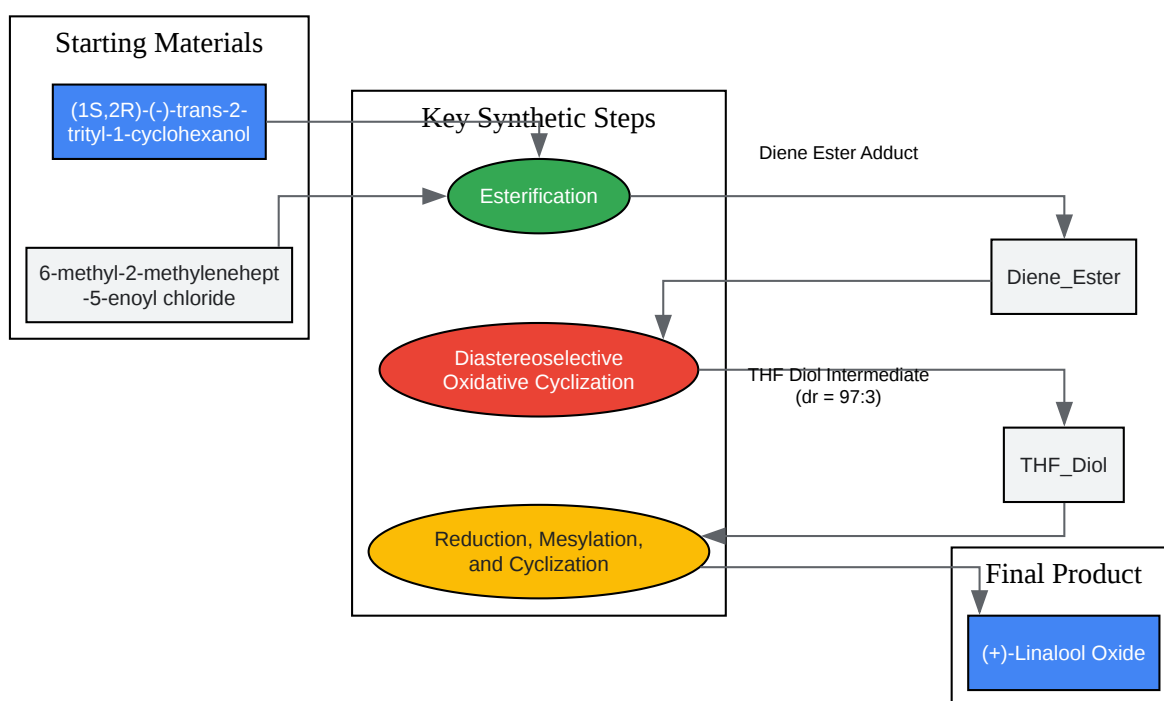 Starting Materials
(1S,2R)-(-)-trans-2-
trityl-1-cyclohexanol
6-methyl-2-methylenehept
-5-enoyl chloride
Key Synthetic Steps
Esterification
Diene Ester Adduct
Diene_Ester
Diastereoselective
Oxidative Cyclization
THF Diol Intermediate
(dr = 97:3)
THF_Diol
Reduction, Mesylation,
and Cyclization
Final Product
(+)-Linalool Oxide